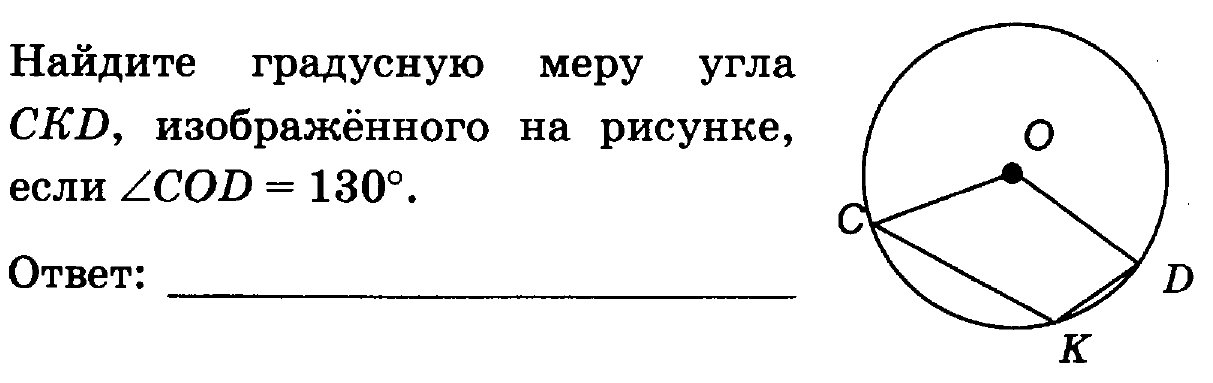 Найдите градусную меру угла
CKD, изображённого на рисунке,
если ∠COD = 130°.
Ответ:
O
C
D
K